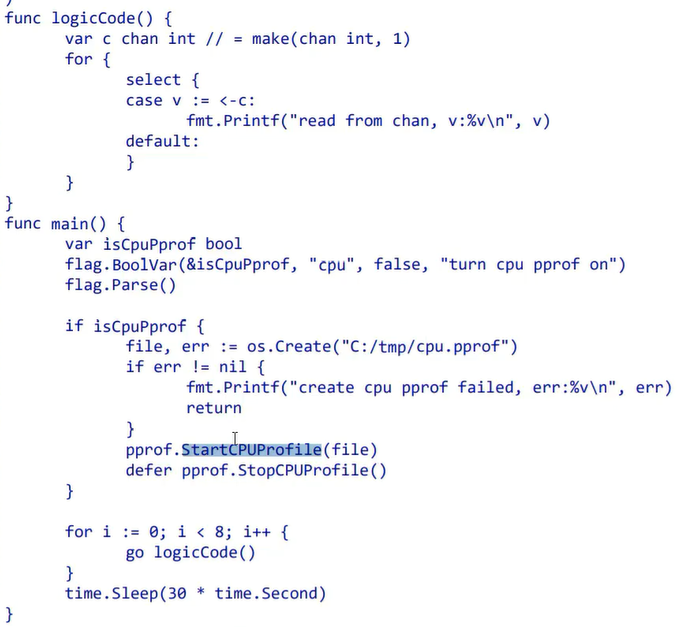 func logicCode() {
var c chan int // = make(chan int, 1)
for {
select {
case v := <-c:
fmt.Printf("read from chan, v:%v\n", v)
default:
}
}
}
func main() {
var isCpuPprof bool
flag.BoolVar(&isCpuPprof, "cpu", false, "turn cpu pprof on")
flag.Parse()
if isCpuPprof {
file, err := os.Create("C:/tmp/cpu.pprof")
if err != nil {
fmt.Printf("create cpu pprof failed, err:%v\n", err)
return
}
pprof.StartCPUProfile(file)
defer pprof.StopCPUProfile()
}
for i := 0; i < 8; i++ {
go logicCode()
}
time.Sleep(30 * time.Second)
}